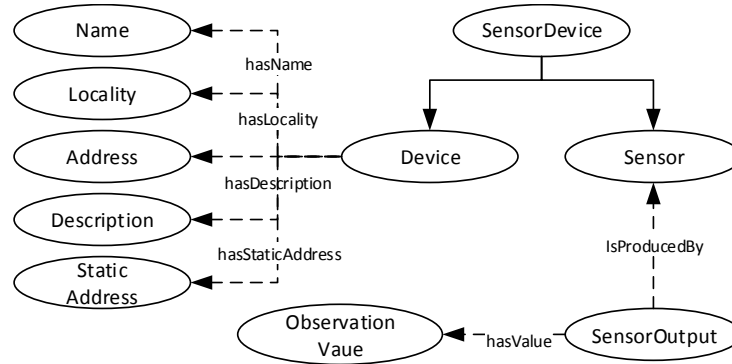 Name
SensorDevice
hasName
Locality
hasLocality
Address
Device
Sensor
hasDescription
Description
hasStaticAddress
IsProducedBy
Static
Address
Observation
Vaue
hasValue
SensorOutput